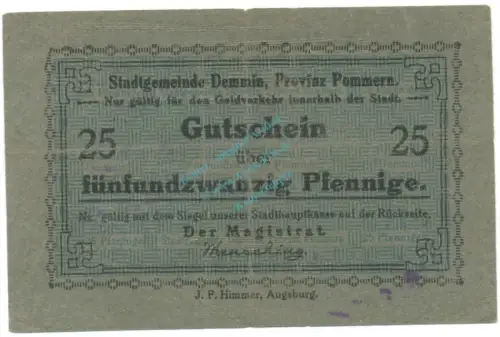 Stadtgemeinde Demmin, Provinz Pommern.
Nur gültig für den Geldverkehr innerhalb der Stadt.
25 Gutschein 25
über
fünfundzwanzig Pfennige.
Nur gültig mit dem Siegel unserer Stadthauptkasse auf der Rückseite.
Der Magistrat.
J. P. Himmer, Augsburg.